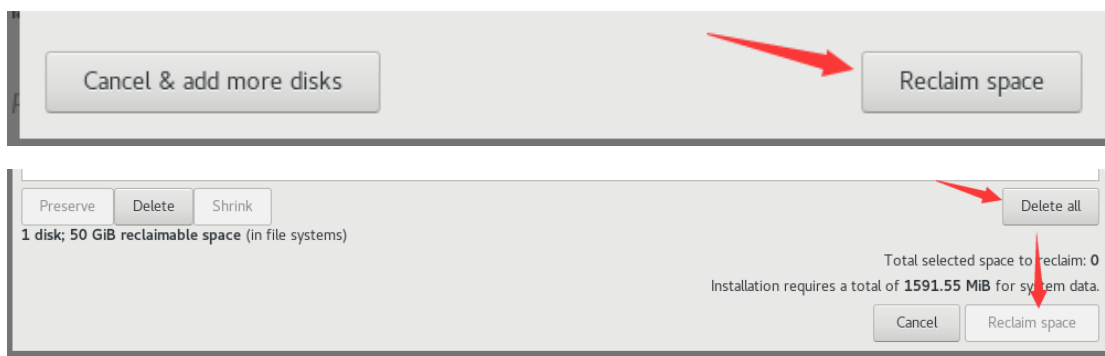 Cancel & add more disks Reclaim space
Preserve Delete Shrink Delete all
1 disk; 50 GiB reclaimable space (in file systems)
Total selected space to reclaim: 0
Installation requires a total of 1591.55 MiB for system data.
Cancel Reclaim space